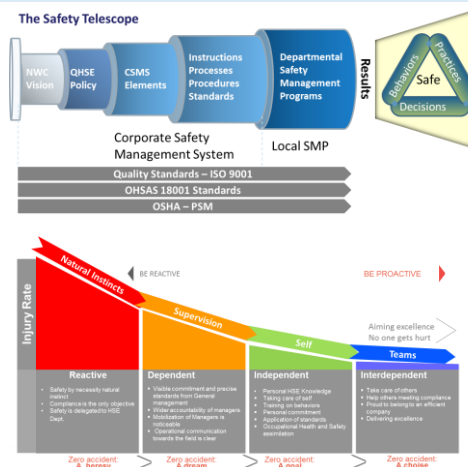 The Safety Telescope
NWC
Vision
QHSE
Policy
CSMS
Elements
Instructions
Processes
Procedures
Standards
Departmental
Safety
Management
Programs
Results
Behaviors
Practices
Safe
Decisions
Corporate Safety
Management System
Local SMP
Quality Standards – ISO 9001
OHSAS 18001 Standards
OSHA – PSM
Injury Rate
Natural Instincts
BE REACTIVE
BE PROACTIVE
Supervision
Self
Teams
Aiming excellence
No one gets hurt
Reactive
• Safety by necessity natural
instinct
• Compliance is the only objective
• Safety is delegated to HSE
Dept.
Dependent
• Visible commitment and precise
standards from General
management
• Wider accountability of managers
• Mobilization of Managers is
noticeable
• Operational communication
towards the field is clear
Independent
• Personal HSE Knowledge
• Taking care of self
• Training on behaviors
• Personal commitment
• Application of standards
• Occupational Health and Safety
assimilation
Interdependent
• Take care of others
• Help others meeting compliance
• Proud to belong to an efficient
company
• Delivering excellence
Zero accident:
A heresy
Zero accident:
A dream
Zero accident:
A goal
Zero accident:
A choise